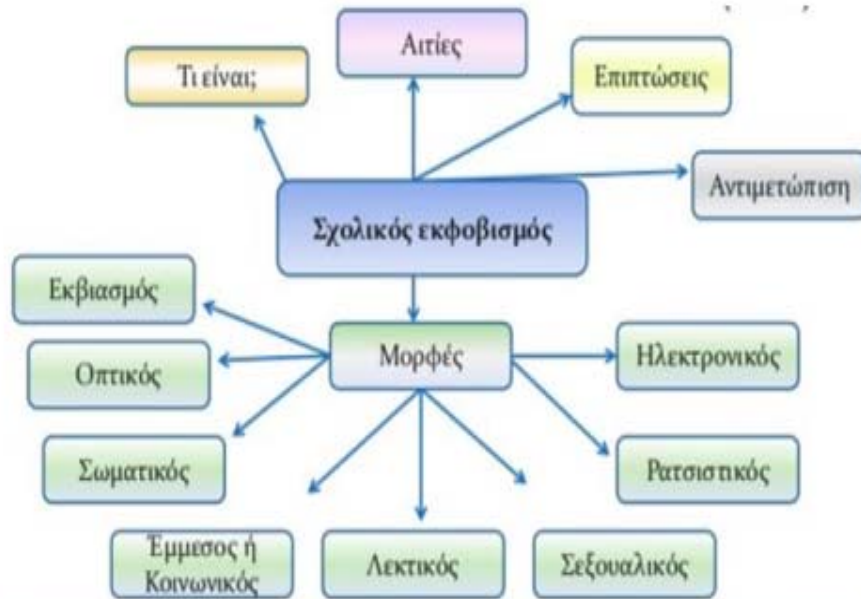 Αιτίες
Τι είναι;
Επιπτώσεις
Αντιμετώπιση
Σχολικός εκφοβισμός
Εκβιασμός
Μορφές
Ηλεκτρονικός
Οπτικός
Σωματικός
Ρατσιστικός
Έμμεσος ή
Κοινωνικός
Λεκτικός
Σεξουαλικός